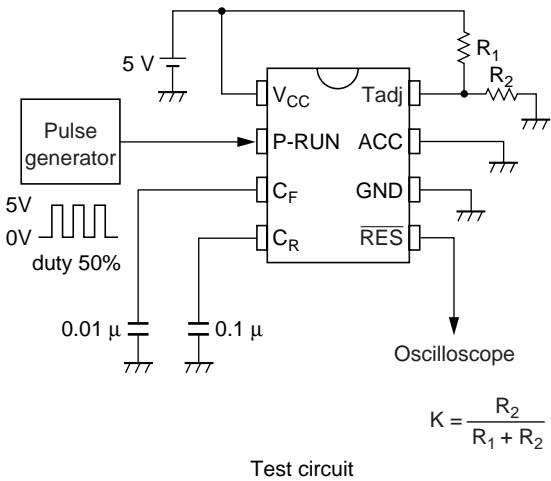 5 V
R1
R2
VCC
Tadj
Pulse
generator
P-RUN
ACC
CF
GND
5V
0V
duty 50%
CR
RES
0.01 μ
0.1 μ
Oscilloscope
K = R2
R1 + R2
Test circuit